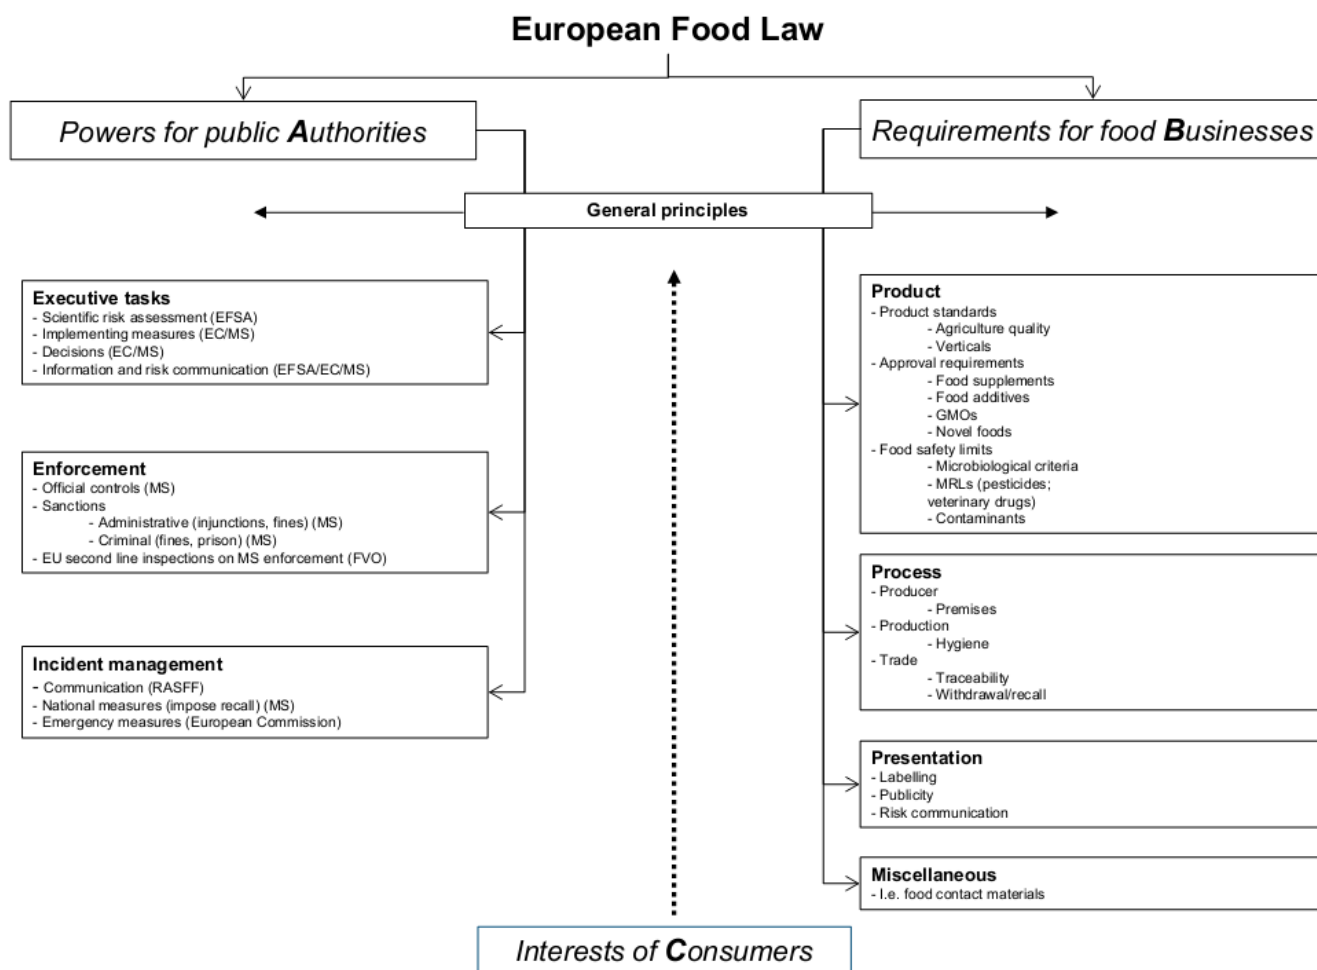 European Food Law
Powers for public Authorities
Requirements for food Businesses
General principles
Executive tasks
- Scientific risk assessment (EFSA)
- Implementing measures (EC/MS)
- Decisions (EC/MS)
- Information and risk communication (EFSA/EC/MS)
Enforcement
- Official controls (MS)
- Sanctions
- Administrative (injunctions, fines) (MS)
- Criminal (fines, prison) (MS)
- EU second line inspections on MS enforcement (FVO)
Incident management
- Communication (RASFF)
- National measures (impose recall) (MS)
- Emergency measures (European Commission)
Product
- Product standards
- Agriculture quality
- Verticals
- Approval requirements
- Food supplements
- Food additives
- GMOs
- Novel foods
- Food safety limits
- Microbiological criteria
- MRLs (pesticides;
veterinary drugs)
- Contaminants
Process
- Producer
- Premises
- Production
- Hygiene
- Trade
- Traceability
- Withdrawal/recall
Presentation
- Labelling
- Publicity
- Risk communication
Miscellaneous
- I.e. food contact materials
Interests of Consumers